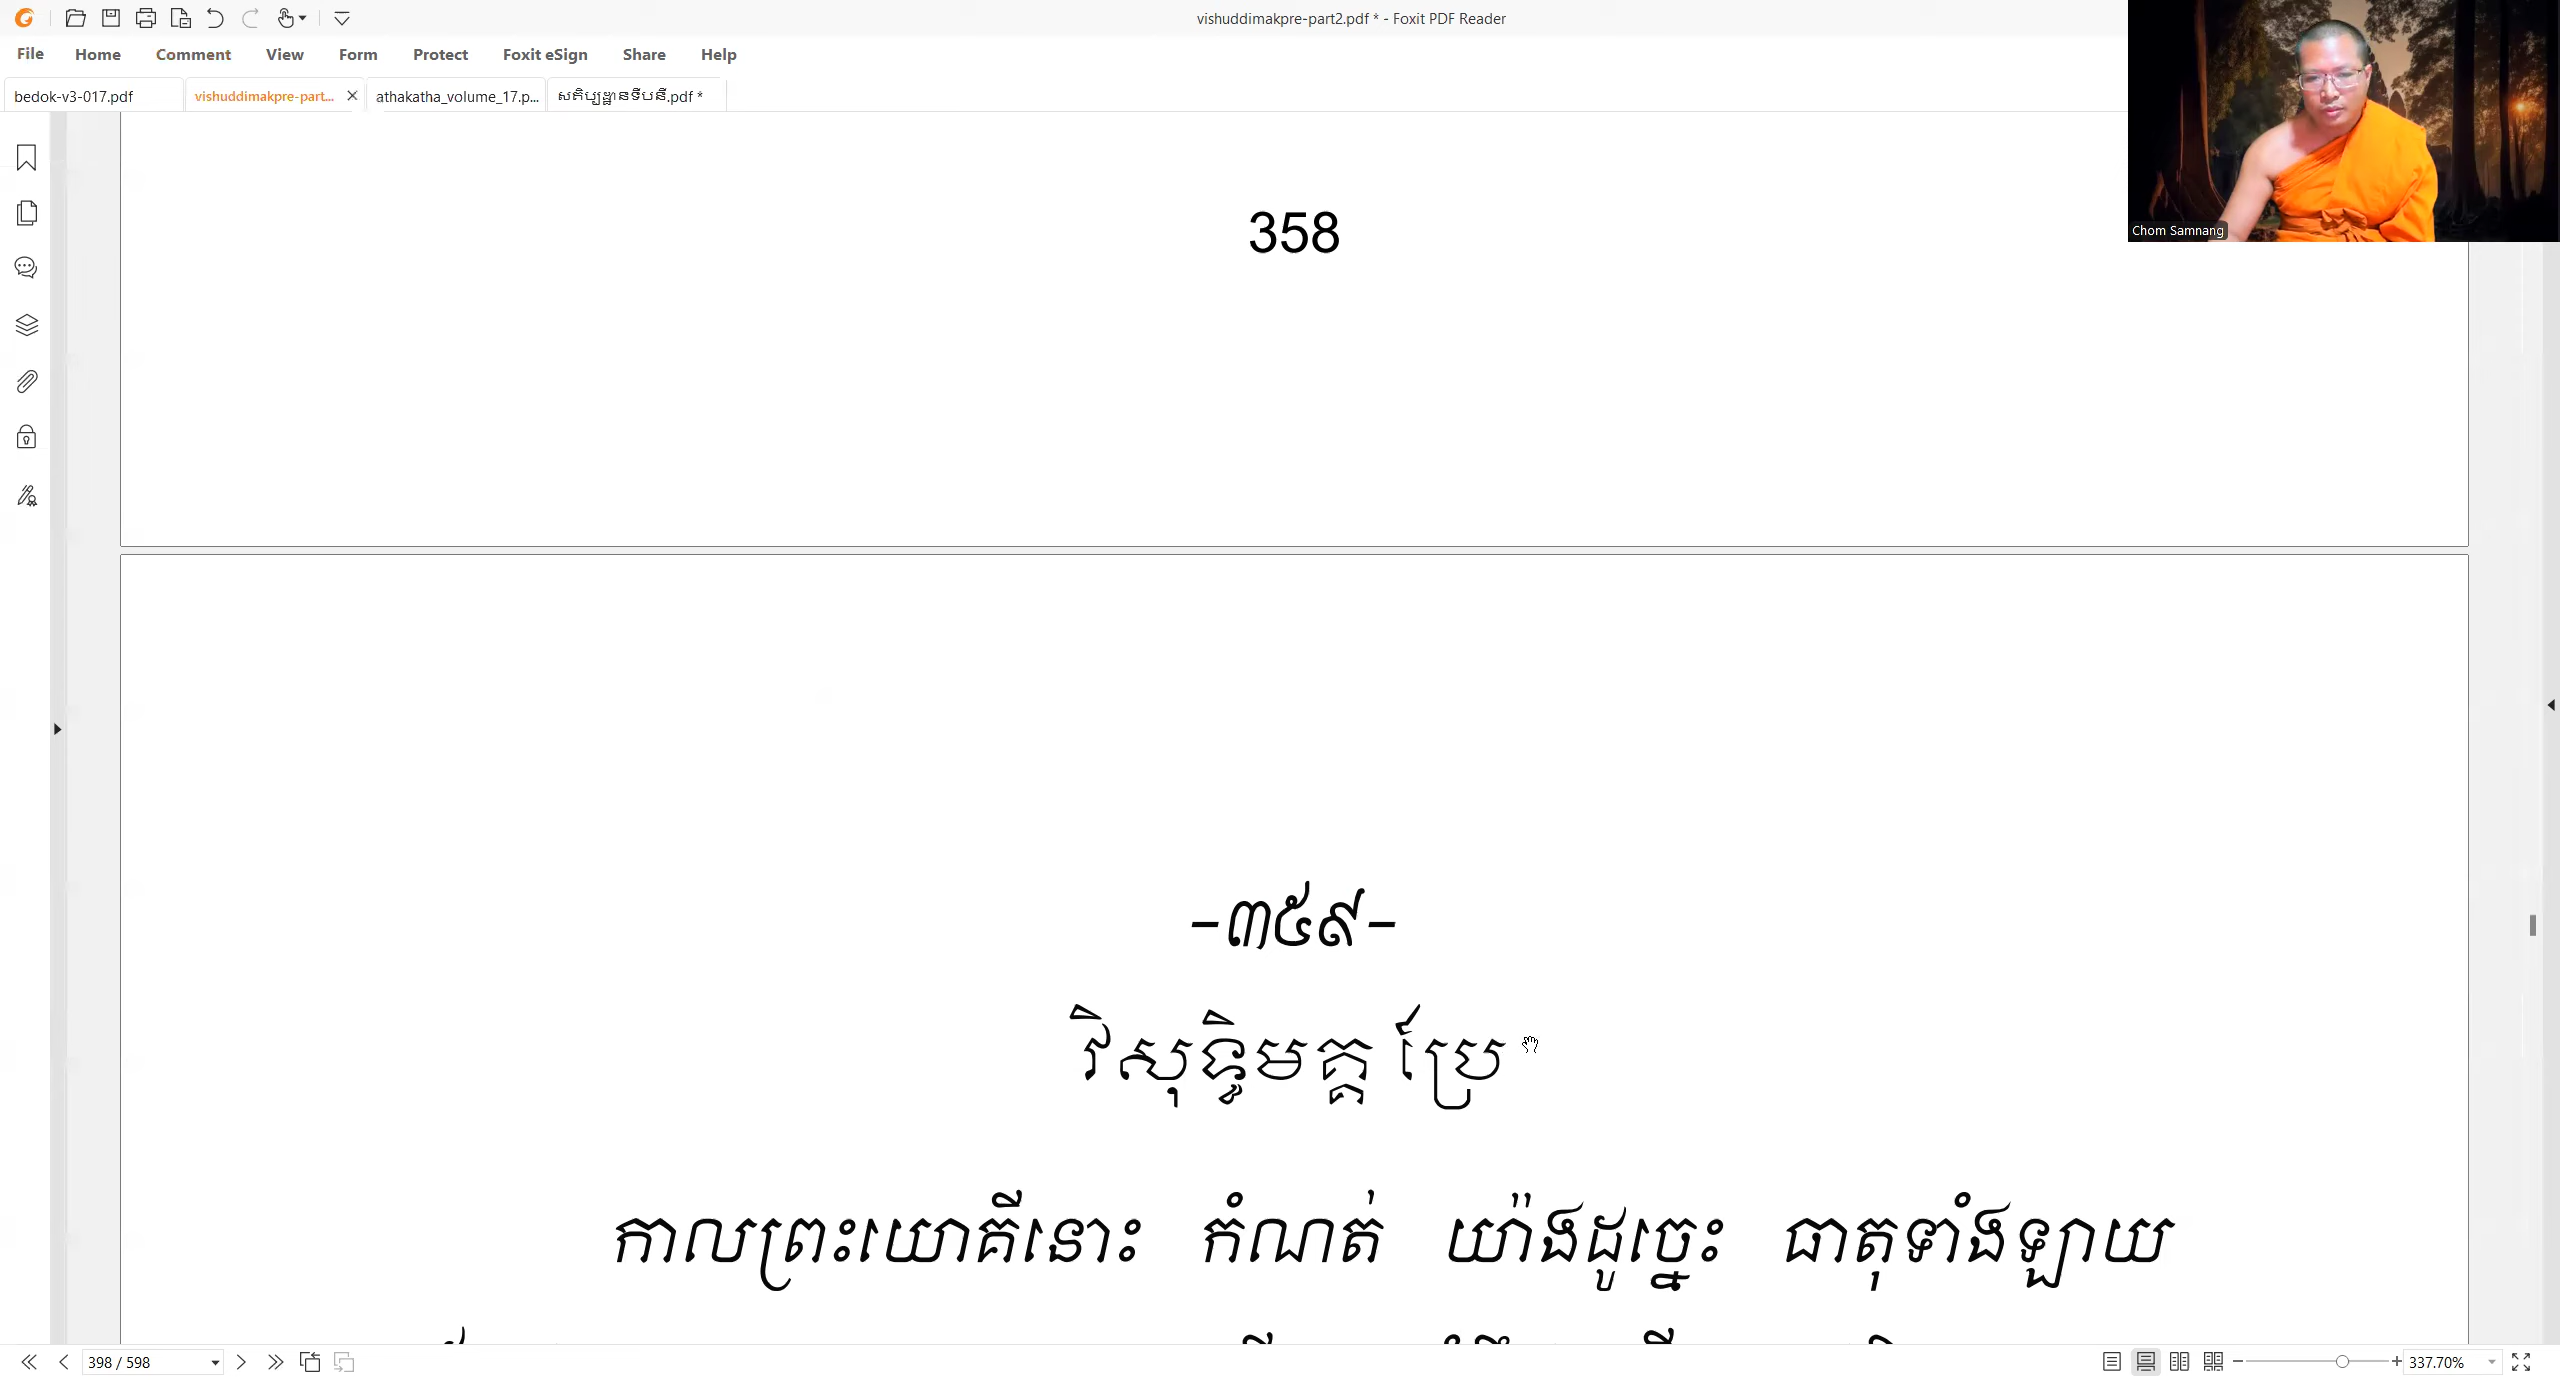 vishuddimakpre-part2.pdf * - Foxit PDF Reader
File Home Comment View Form Protect Foxit eSign Share Help
bedok-v3-017.pdf vishuddimakpre-part... athakatha_volume_17.p... សតិប្បដ្ឋានទីបនី.pdf *
Chom Samnang
358
-៣៥៩-
វិសុទ្ធិមគ្គ ប្រែ
កាលព្រះយោគីនោះ កំណត់ យ៉ាងដូច្នេះ ធាតុទាំងឡាយ
398 / 598 337.70%